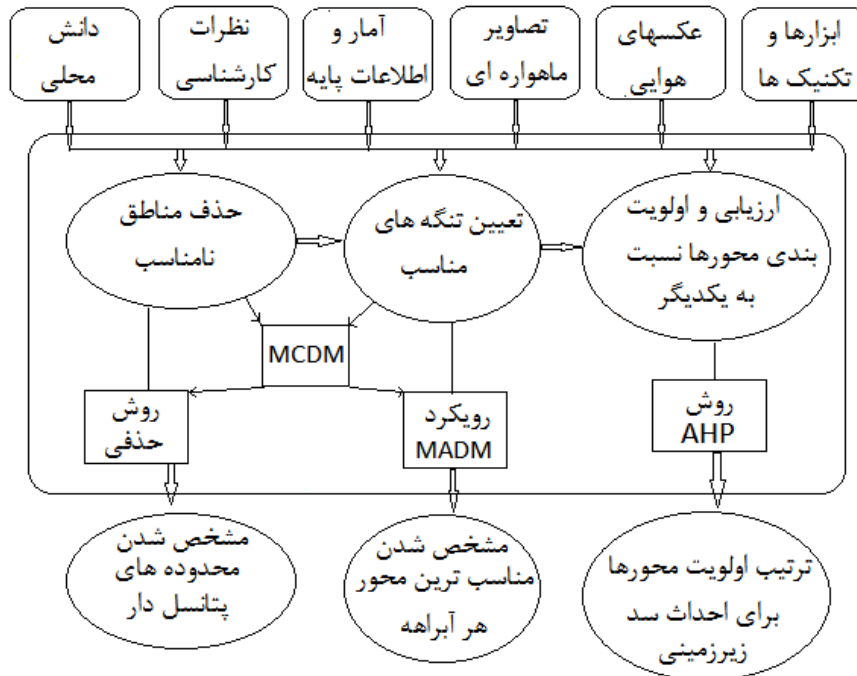 ابزارها و
تکنیک ها
عکسهای
هوایی
تصاویر
ماهواره ای
آمار و
اطلاعات پایه
نظرات
کارشناسی
دانش
محلی
حذف مناطق
نامناسب
تعیین تنگه های
مناسب
ارزیابی و اولویت
بندی محورها نسبت
به یکدیگر
MCDM
روش
حذفی
رویکرد
MADM
روش
AHP
مشخص شدن
محدوده های
پتانسل دار
مشخص شدن
مناسب ترین محور
هر آبراهه
ترتیب اولویت محورها
برای احداث سد
زیرزمینی